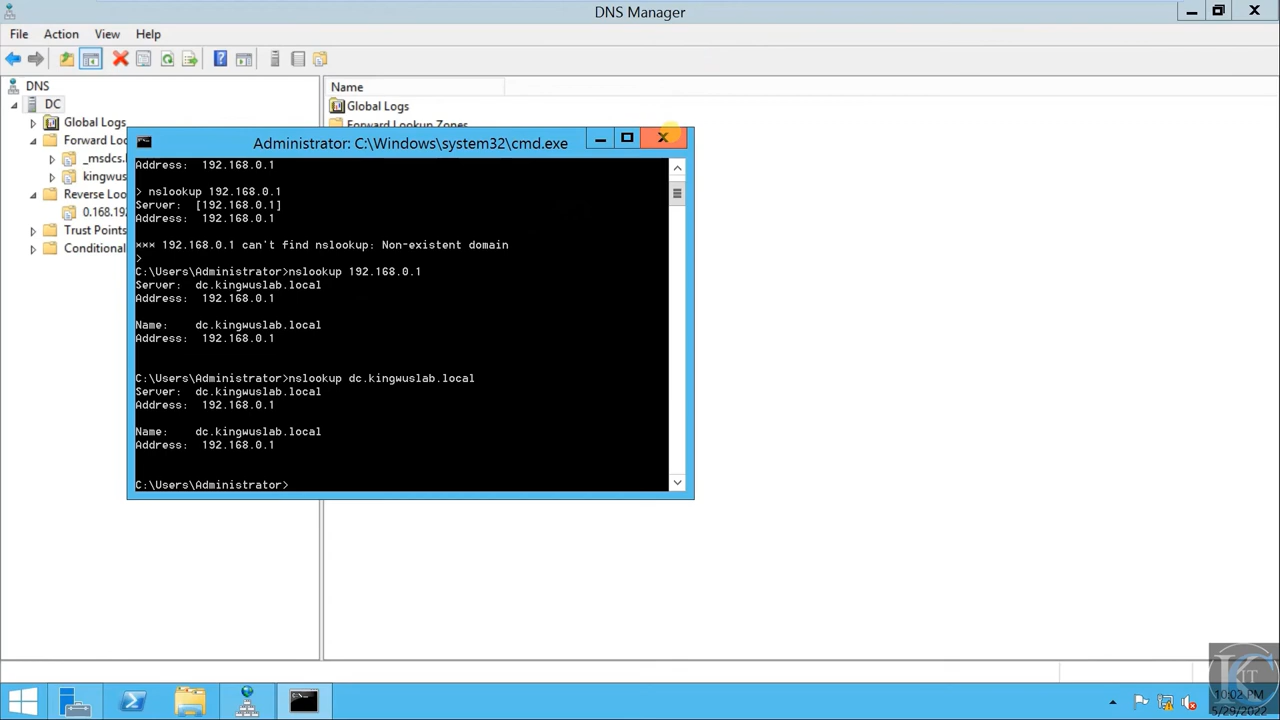 DNS Manager
File Action View Help
DNS
DC
Global Logs
Forward Loo
_msdcs.
kingwus
Reverse Loo
0.168.19
Trust Points
Conditional
Name
Global Logs
Forward Lookup Zones
Administrator: C:\Windows\system32\cmd.exe
Address: 192.168.0.1
> nslookup 192.168.0.1
Server: [192.168.0.1]
Address: 192.168.0.1
*** 192.168.0.1 can't find nslookup: Non-existent domain
>
C:\Users\Administrator>nslookup 192.168.0.1
Server: dc.kingwuslab.local
Address: 192.168.0.1
Name: dc.kingwuslab.local
Address: 192.168.0.1
C:\Users\Administrator>nslookup dc.kingwuslab.local
Server: dc.kingwuslab.local
Address: 192.168.0.1
Name: dc.kingwuslab.local
Address: 192.168.0.1
C:\Users\Administrator>
IT
10:02 PM
5/29/2022